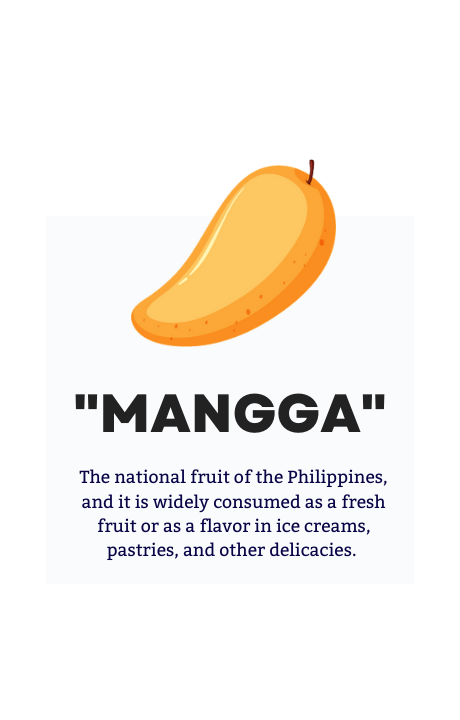 "MANGGA"
The national fruit of the Philippines,
and it is widely consumed as a fresh
fruit or as a flavor in ice creams,
pastries, and other delicacies.